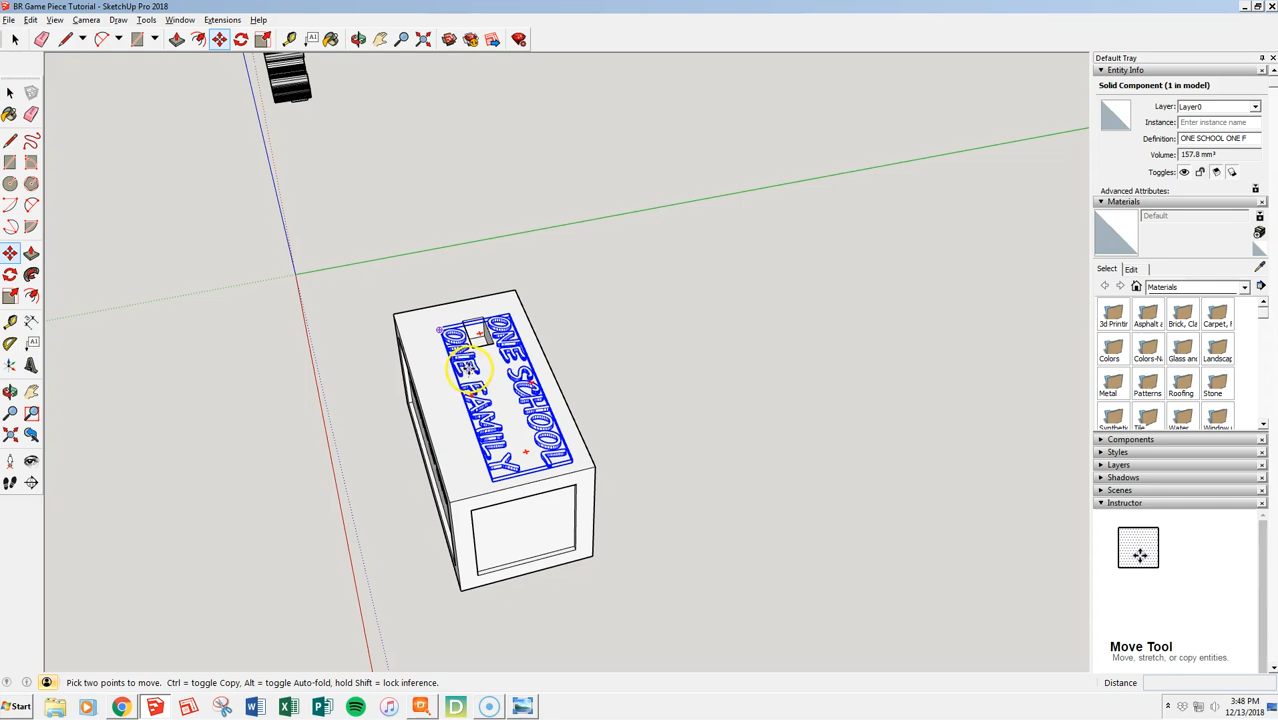 BR Game Piece Tutorial - SketchUp Pro 2018
File Edit View Camera Draw Tools Window Extensions Help
Default Tray
Entity Info
Solid Component (1 in model)
Layer: Layer0
Instance: Enter instance name
Definition: ONE SCHOOL ONE F
Volume: 157.8 mm³
Toggles:
Advanced Attributes:
Materials
Default
Select Edit
Materials
3d Printin Asphalt a Brick, Cla Carpet, F
Colors Colors-Na Glass and Landsca
Metal Patterns Roofing Stone
Synthetic Tile Water Window
Components
Styles
Layers
Shadows
Scenes
Instructor
Move Tool
Move, stretch, or copy entities.
ONE SCHOOL
ONE FAMILY
Pick two points to move. Ctrl = toggle Copy, Alt = toggle Auto-fold, hold Shift = lock inference.
Distance
Start
3:48 PM
12/13/2018